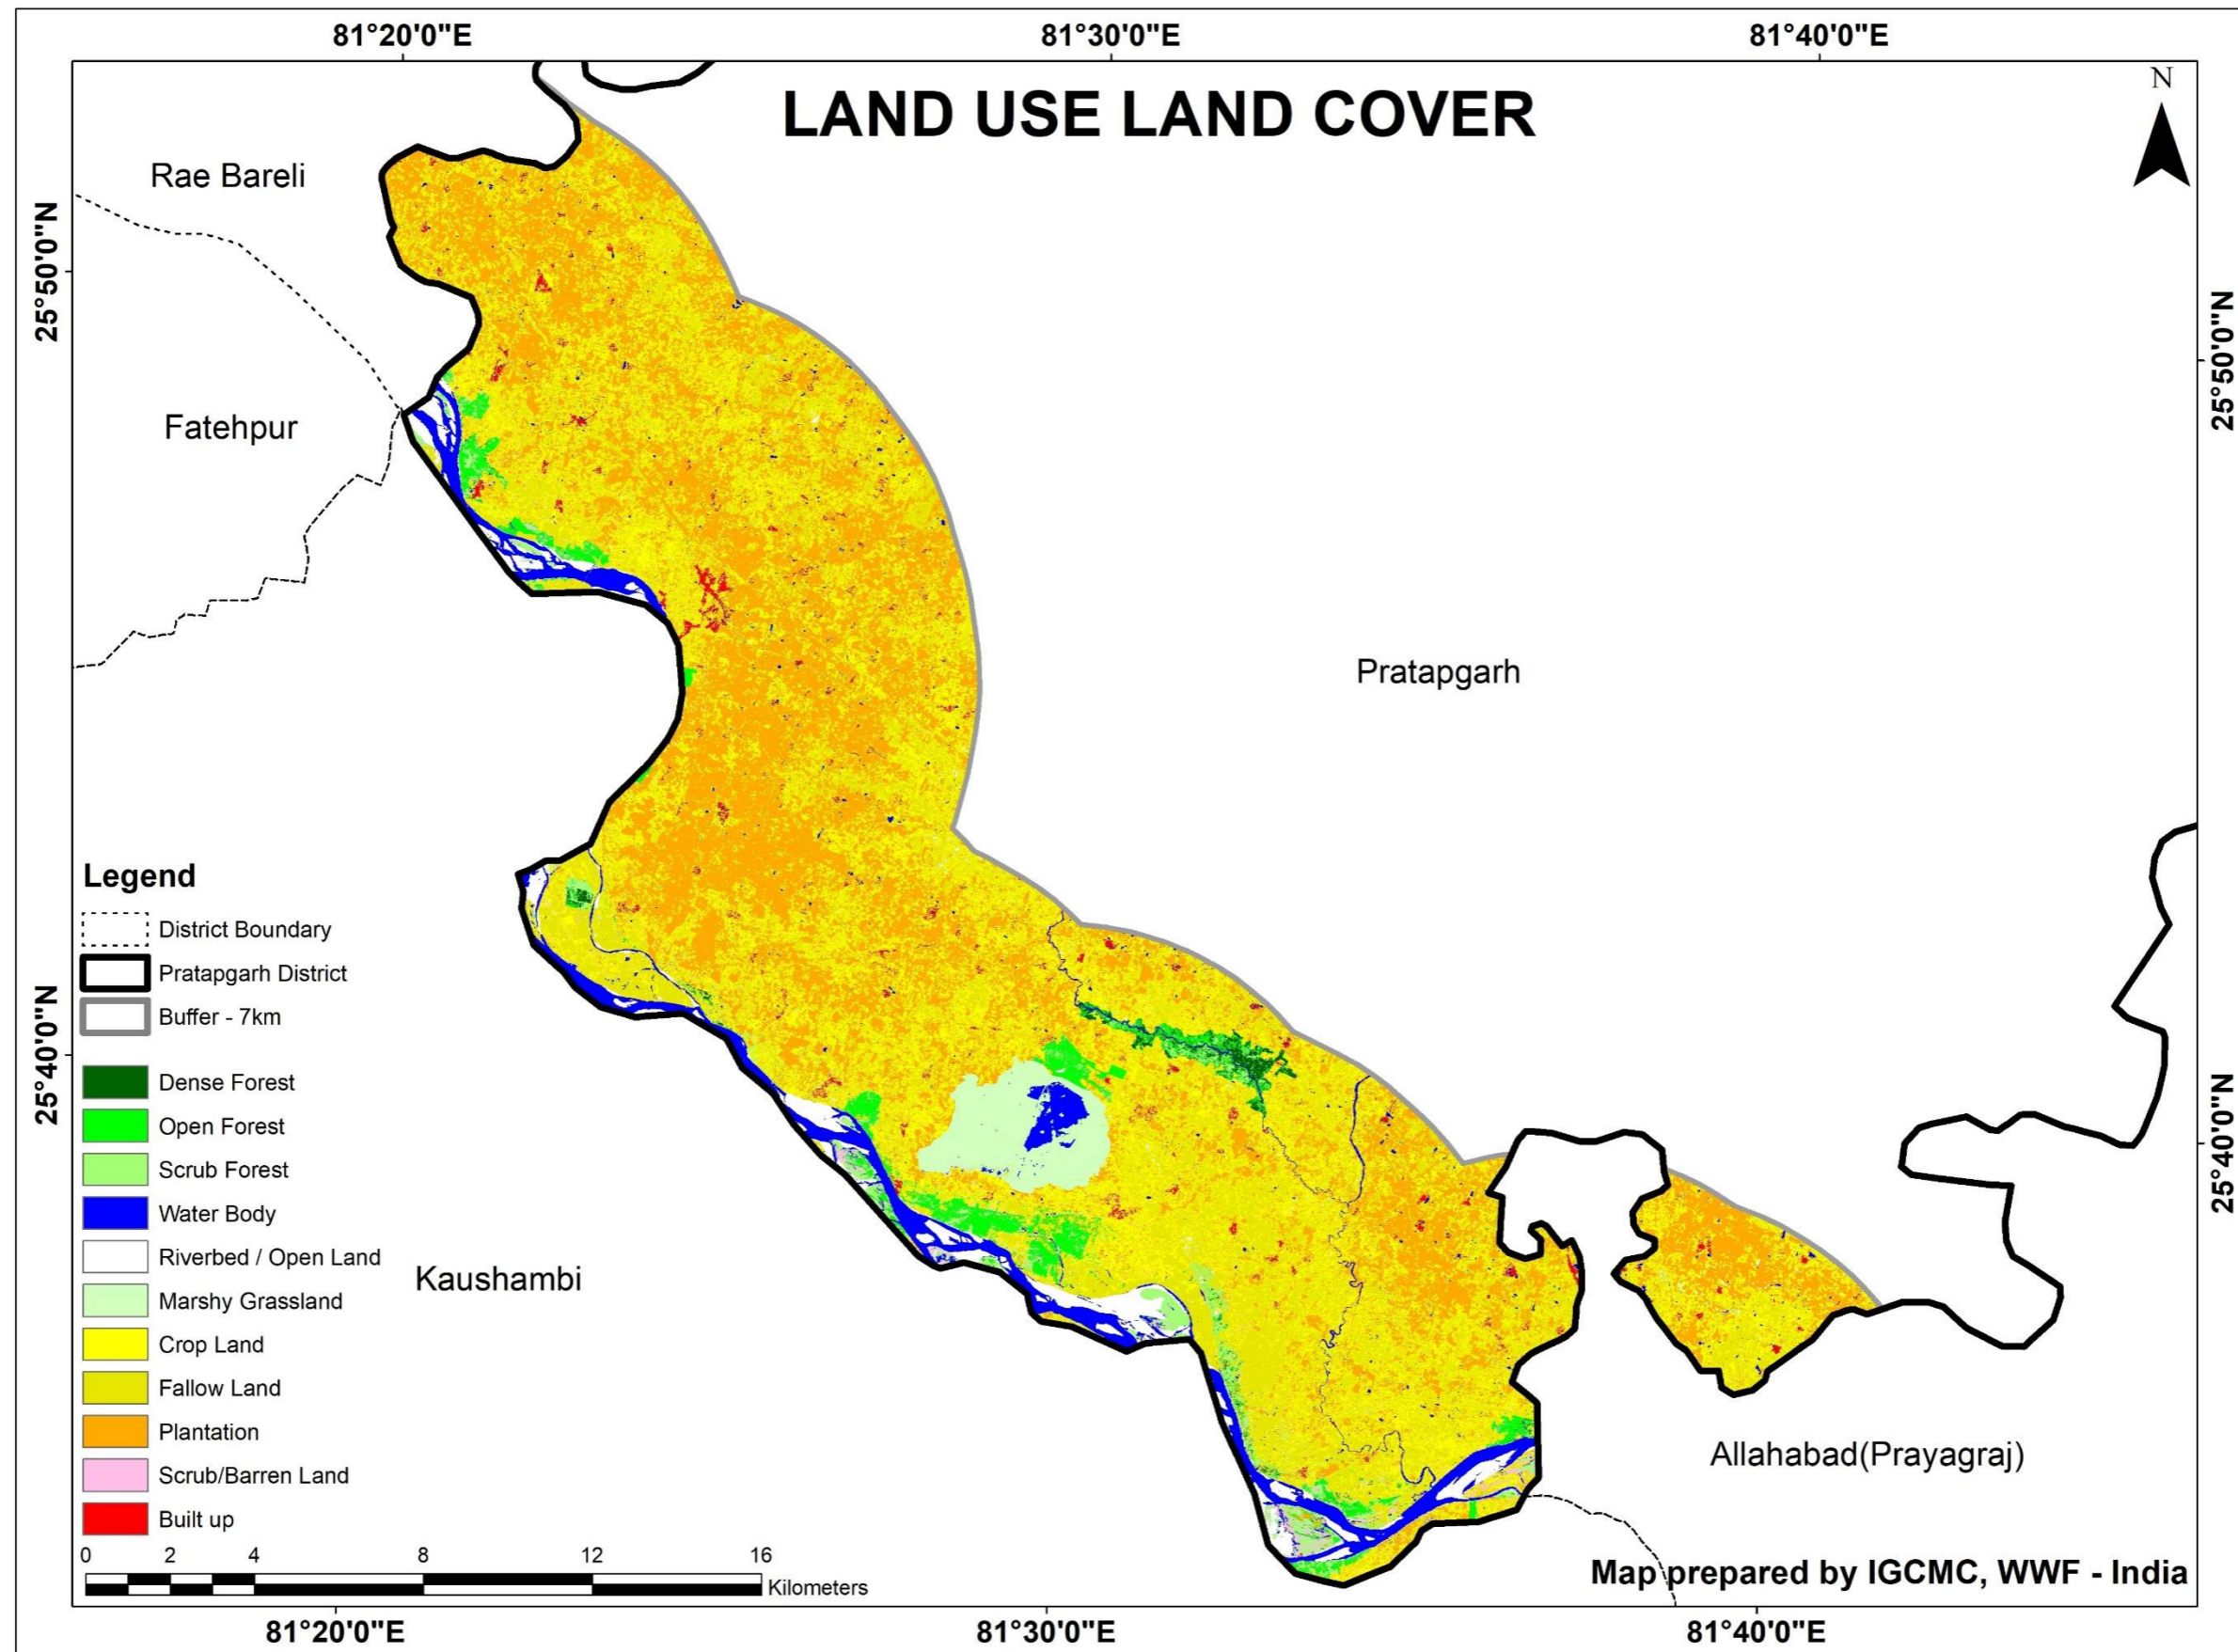 81°20'0"E
81°30'0"E
81°40'0"E
LAND USE LAND COVER
N
Rae Bareli
25°50'0"N
25°50'0"N
Fatehpur
Pratapgarh
Legend
District Boundary
Pratapgarh District
Buffer - 7km
25°40'0"N
25°40'0"N
Dense Forest
Open Forest
Scrub Forest
Water Body
Riverbed / Open Land
Marshy Grassland
Crop Land
Fallow Land
Plantation
Scrub/Barren Land
Built up
Kaushambi
Allahabad(Prayagraj)
0 2 4 8 12 16
Kilometers
Map prepared by IGCMC, WWF - India
81°20'0"E
81°30'0"E
81°40'0"E